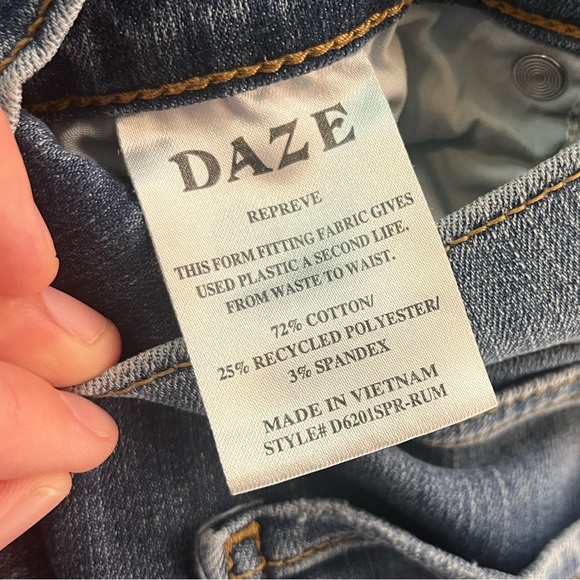 DAZE
REPREVE
THIS FORM FITTING FABRIC GIVES
USED PLASTIC A SECOND LIFE.
FROM WASTE TO WAIST.
72% COTTON/
25% RECYCLED POLYESTER/
3% SPANDEX
MADE IN VIETNAM
STYLE# D6201SPR-RUM